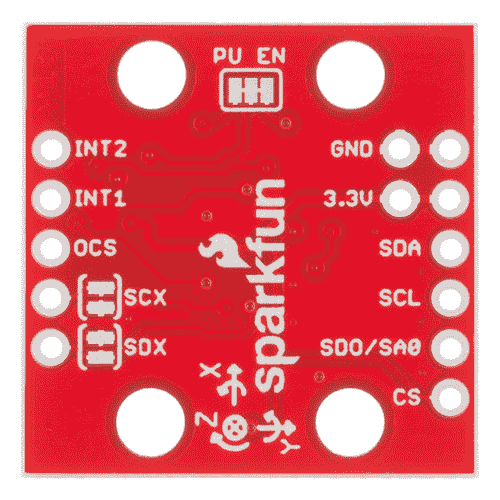 PU EN
INT2
GND
INT1
3.3V
OCS
SDA
SCX
SCL
SDX
SDO/SA0
CS
sparkfun
X
Z
Y